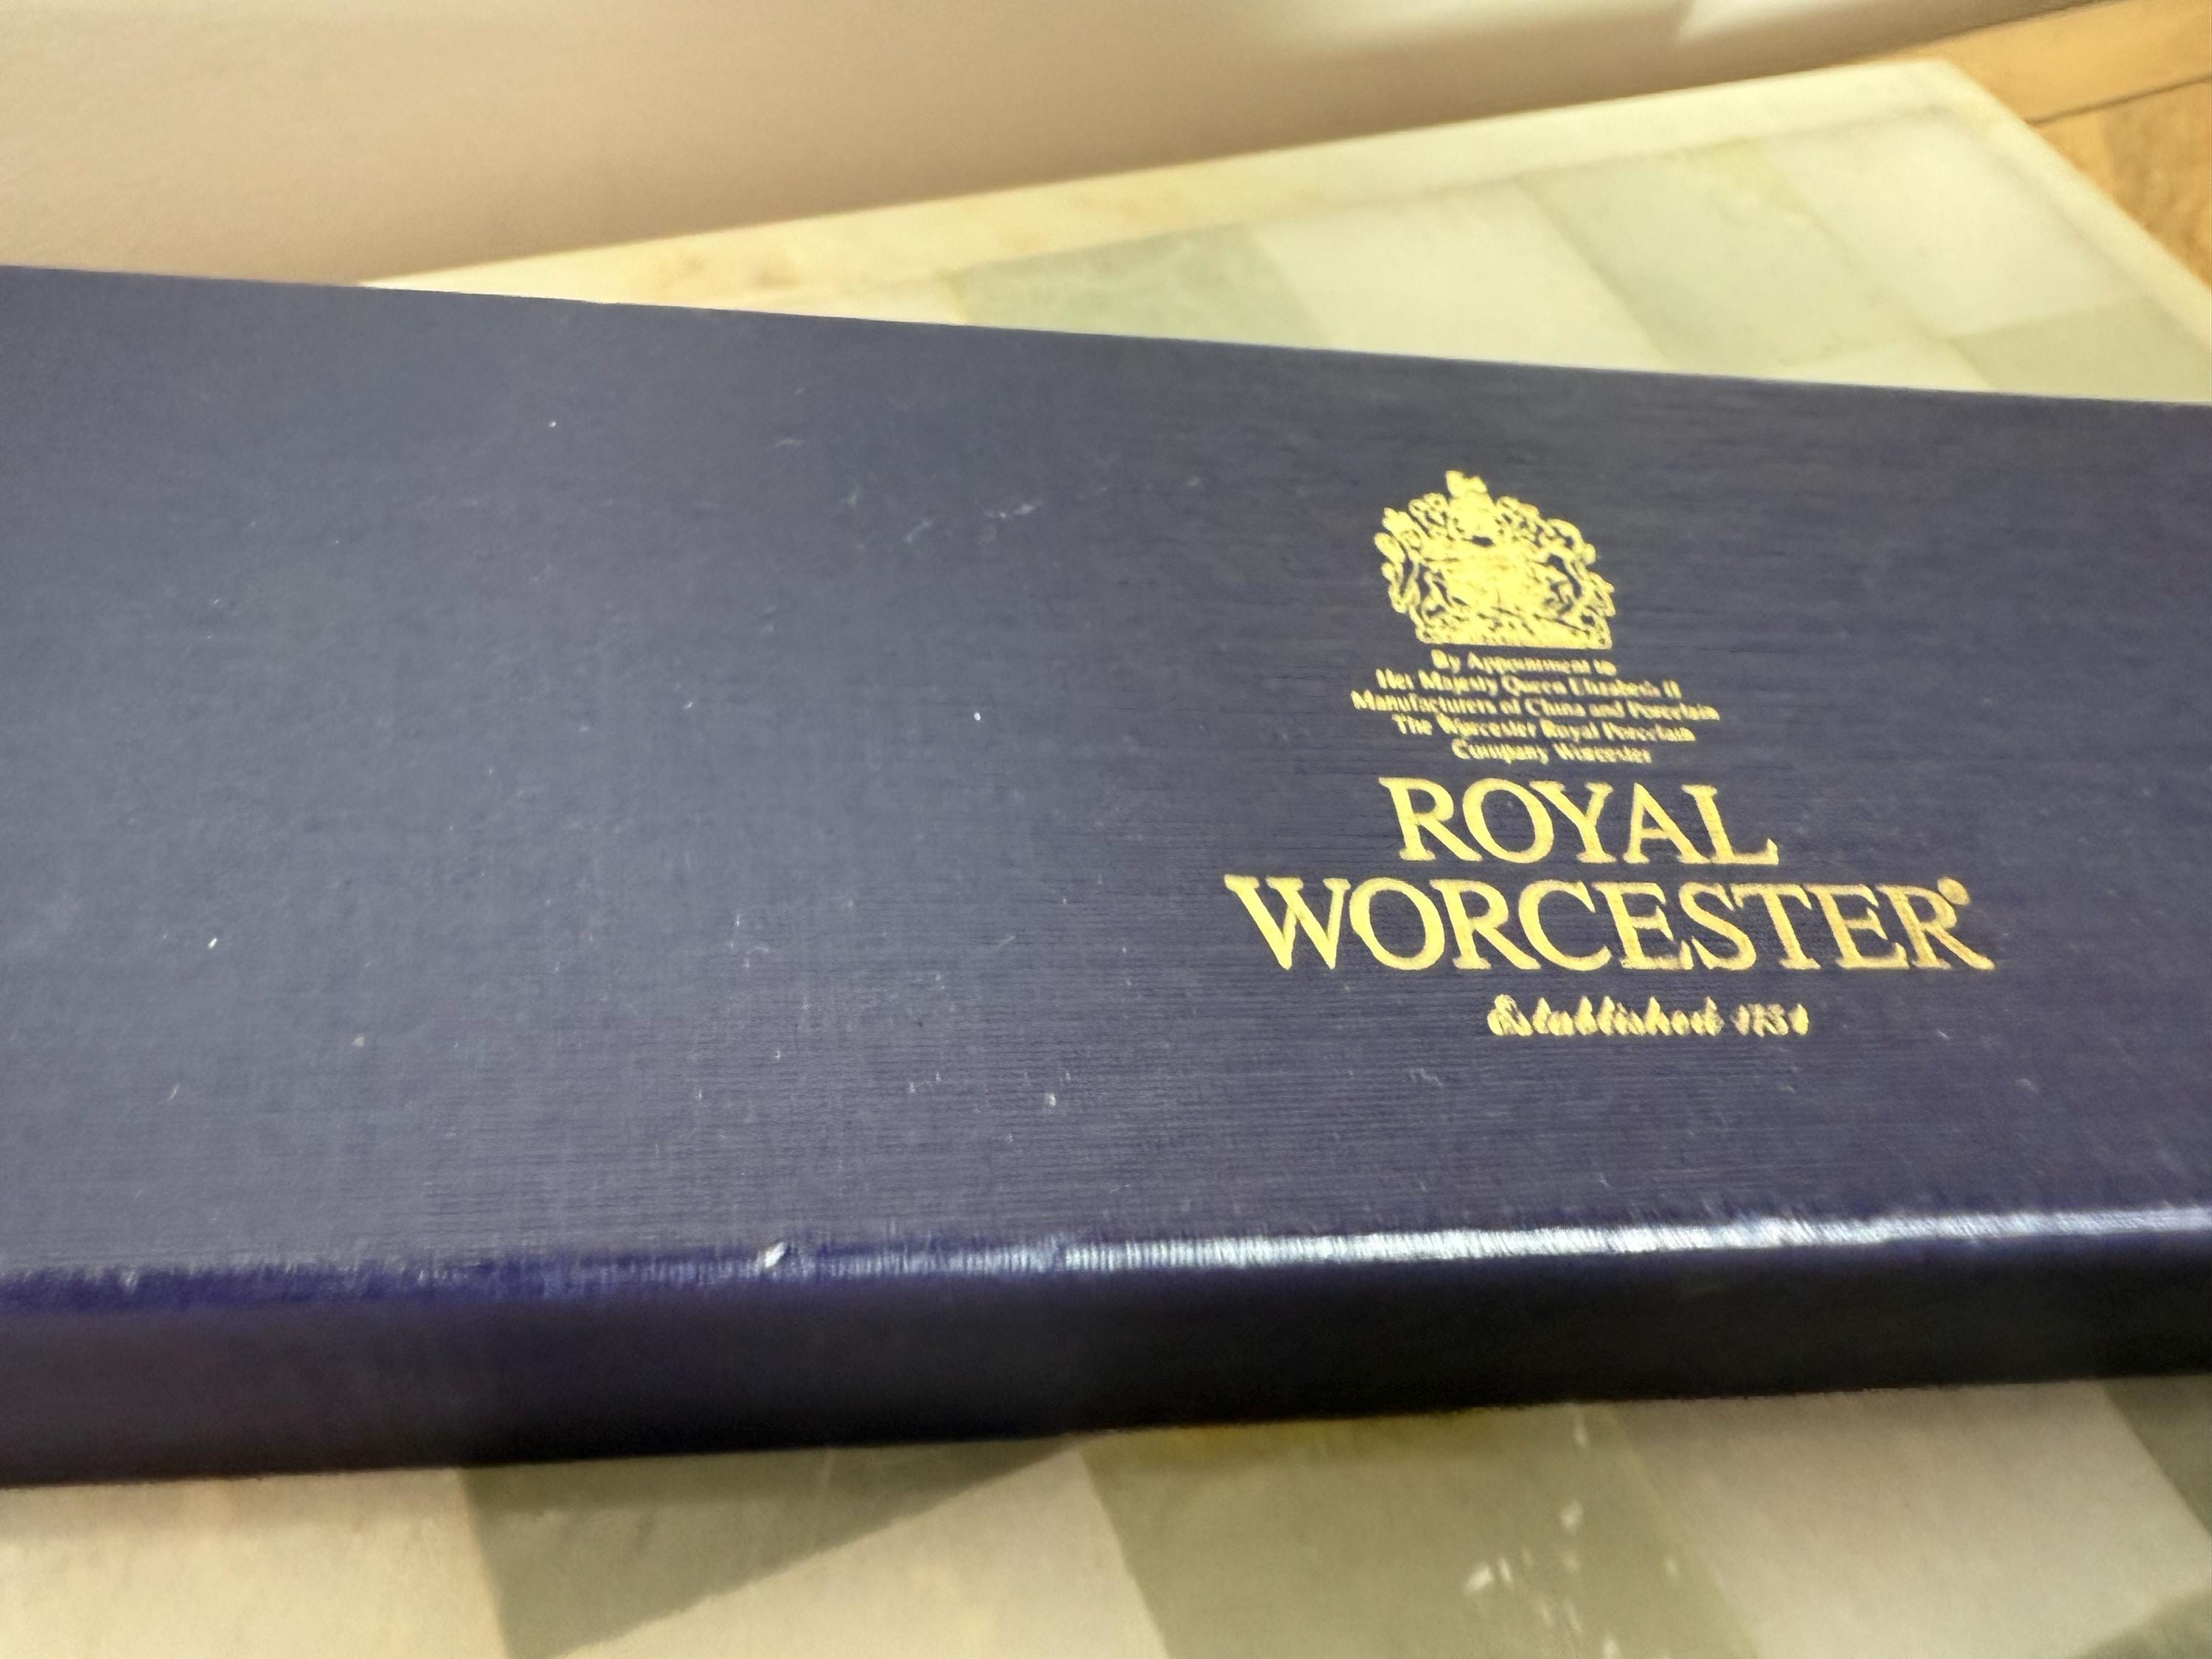 By Appointment to
Her Majesty Queen Elizabeth II
Manufacturers of China and Porcelain
The Worcester Royal Porcelain
Company Worcester
ROYAL
WORCESTER®
Established 1751